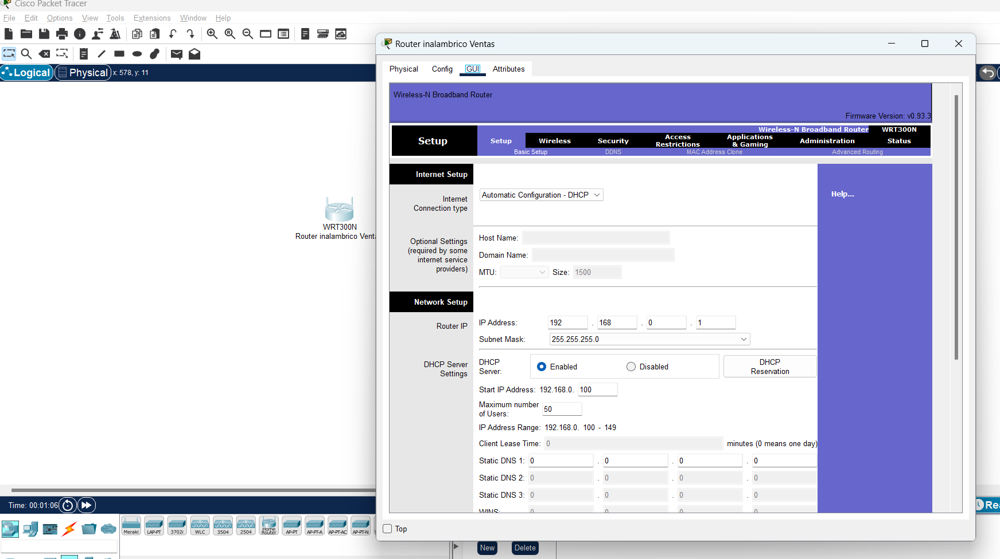 Cisco Packet Tracer
File Edit Options View Tools Extensions Window Help
Logical Physical x: 578, y: 11
WRT300N
Router inalambrico Venta
Time: 00:01:06
Meraki LAP-PT 3702i WLC 3504 2504 Home Router AP-PT AP-PT-A AP-PT-AC AP-PT-N
Router inalambrico Ventas
Physical Config GUI Attributes
Wireless-N Broadband Router
Firmware Version: v0.93.3
Wireless-N Broadband Router WRT300N
Setup Setup Wireless Security Access Restrictions Applications & Gaming Administration Status
Basic Setup DDNS MAC Address Clone Advanced Routing
Internet Setup
Internet Connection type
Automatic Configuration - DHCP
Help...
Optional Settings (required by some internet service providers)
Host Name:
Domain Name:
MTU: Size: 1500
Network Setup
Router IP
IP Address: 192 . 168 . 0 . 1
Subnet Mask: 255.255.255.0
DHCP Server Settings
DHCP Server: Enabled Disabled DHCP Reservation
Start IP Address: 192.168.0. 100
Maximum number of Users: 50
IP Address Range: 192.168.0. 100 - 149
Client Lease Time: 0 minutes (0 means one day)
Static DNS 1: 0 . 0 . 0 . 0
Static DNS 2: 0 . 0 . 0 . 0
Static DNS 3: 0 . 0 . 0 . 0
WINS: 0 0 0 0
Top
New Delete